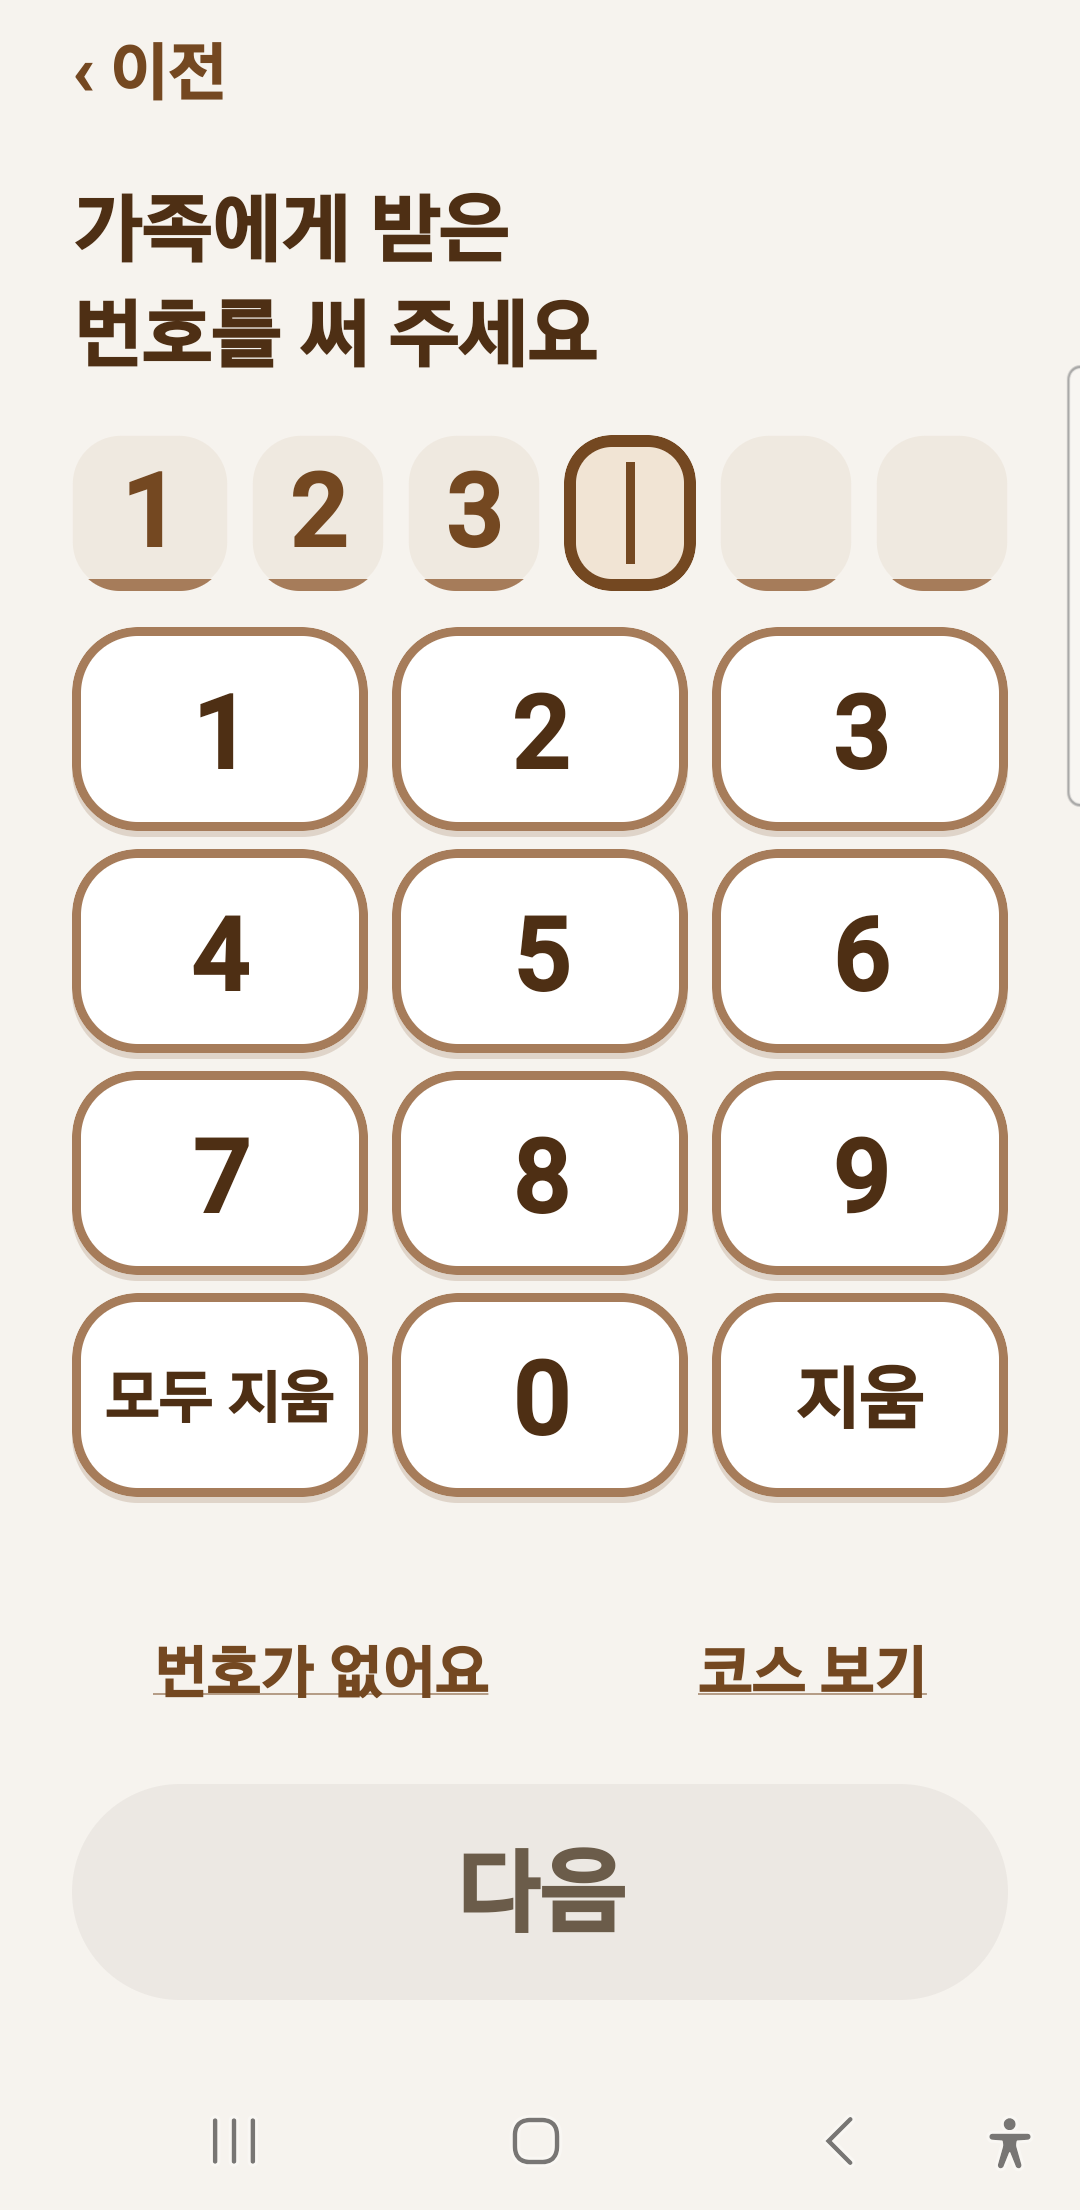 ‹ 이전
가족에게 받은
번호를 써 주세요
1 2 3
1 2 3
4 5 6
7 8 9
모두 지움 0 지움
번호가 없어요 코스 보기
다음